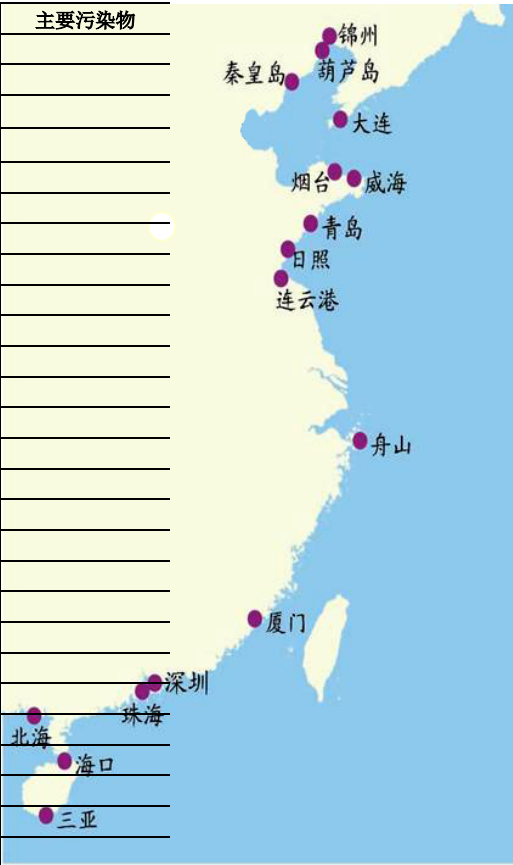 主要污染物
锦州
葫芦岛
秦皇岛
大连
烟台
威海
青岛
日照
连云港
舟山
厦门
深圳
珠海
北海
海口
三亚